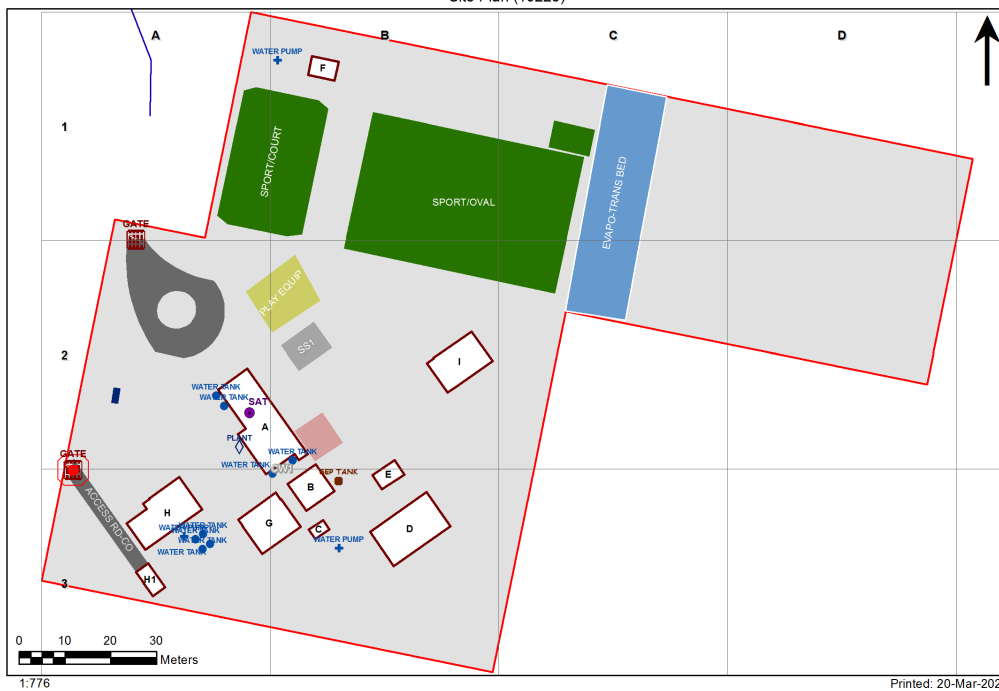 A
B
C
D
WATER PUMP
F
1
SPORT/COURT
SPORT/OVAL
EVAPO-TRANS BED
GATE
PLAY EQUIP
SS1
2
I
WATER TANK
WATER TANK
SAT
A
PLANT
WATER TANK
GATE
WATER TANK
CW1
SEP TANK
E
B
ACCESS RD-CO
H
G
C
D
WATER TANK
WATER TANK
WATER TANK
WATER TANK
WATER PUMP
H1
3
0 10 20 30
Meters
1:776
Printed: 20-Mar-202